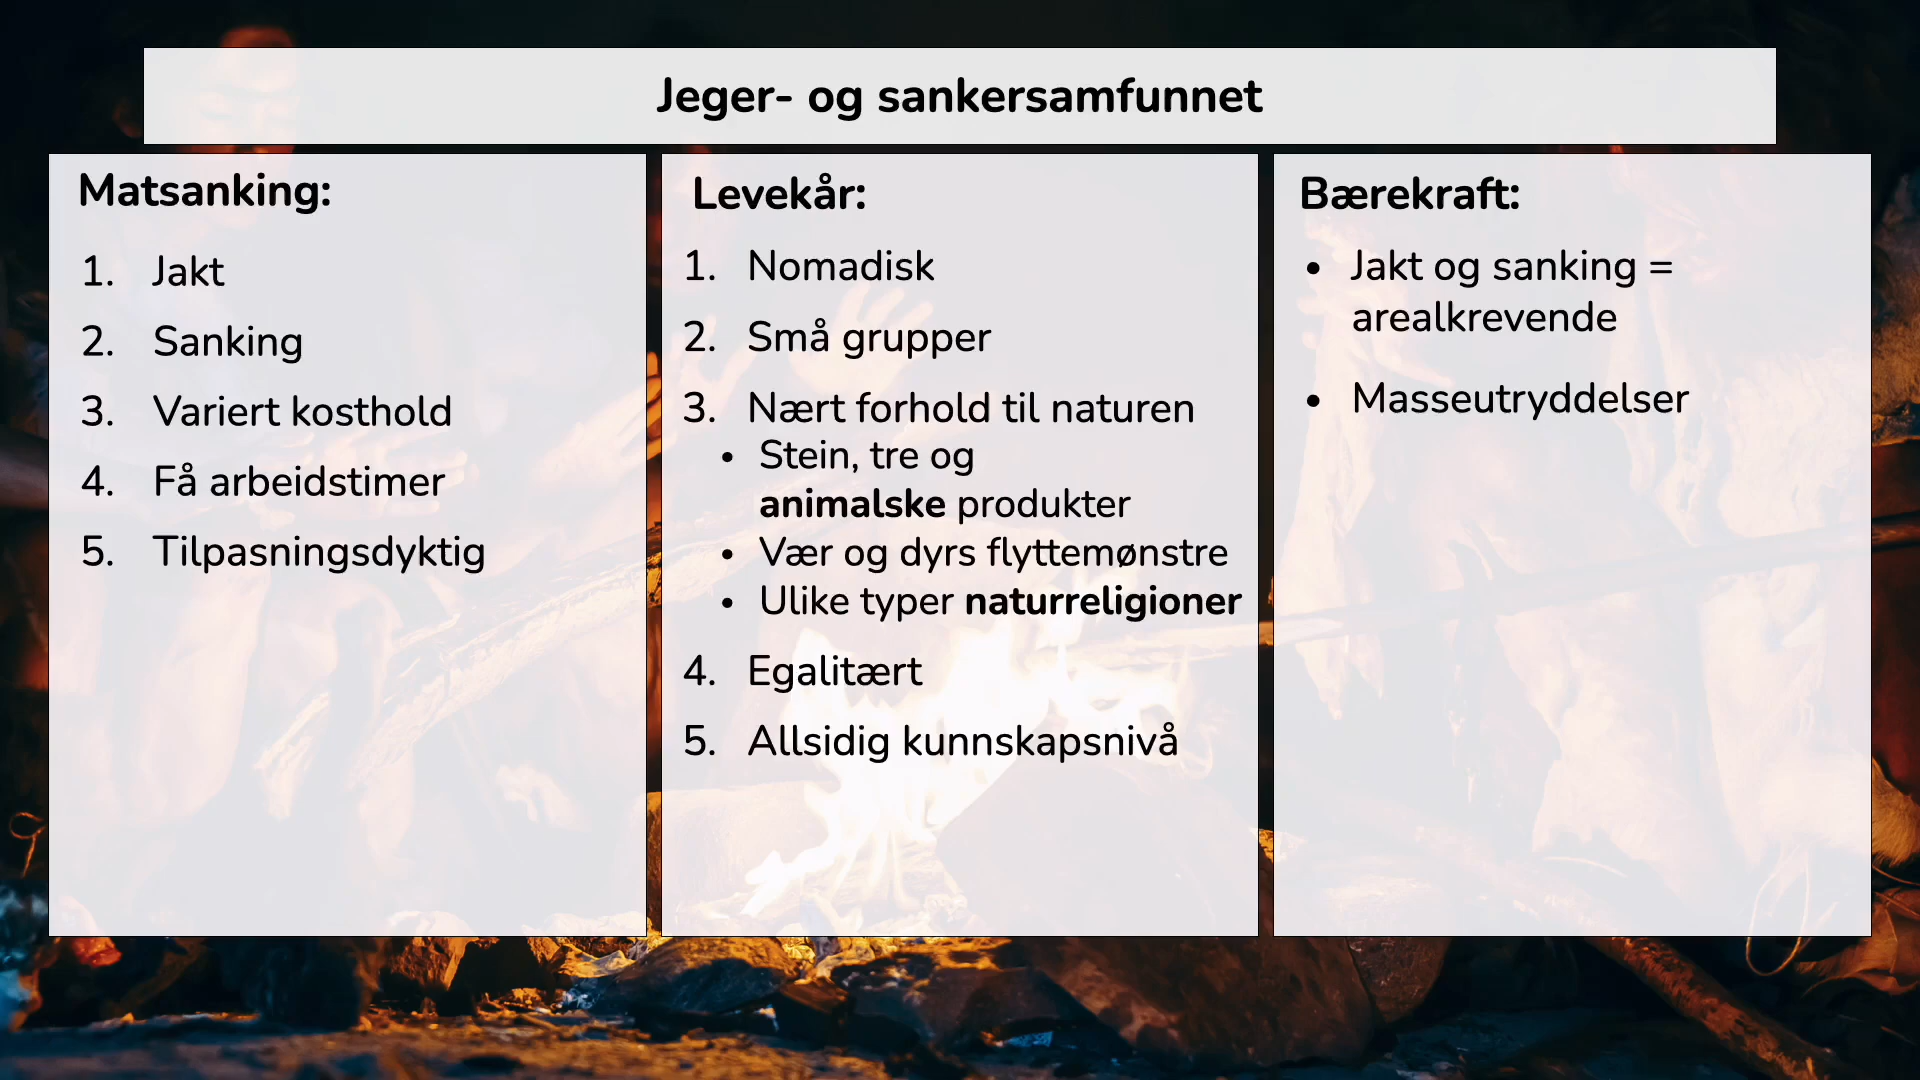 Jeger- og sankersamfunnet
Matsanking:
1. Jakt
2. Sanking
3. Variert kosthold
4. Få arbeidstimer
5. Tilpasningsdyktig
Levekår:
1. Nomadisk
2. Små grupper
3. Nært forhold til naturen
• Stein, tre og
animalske produkter
• Vær og dyrs flyttemønstre
• Ulike typer naturreligioner
4. Egalitært
5. Allsidig kunnskapsnivå
Bærekraft:
• Jakt og sanking =
arealkrevende
• Masseutryddelser